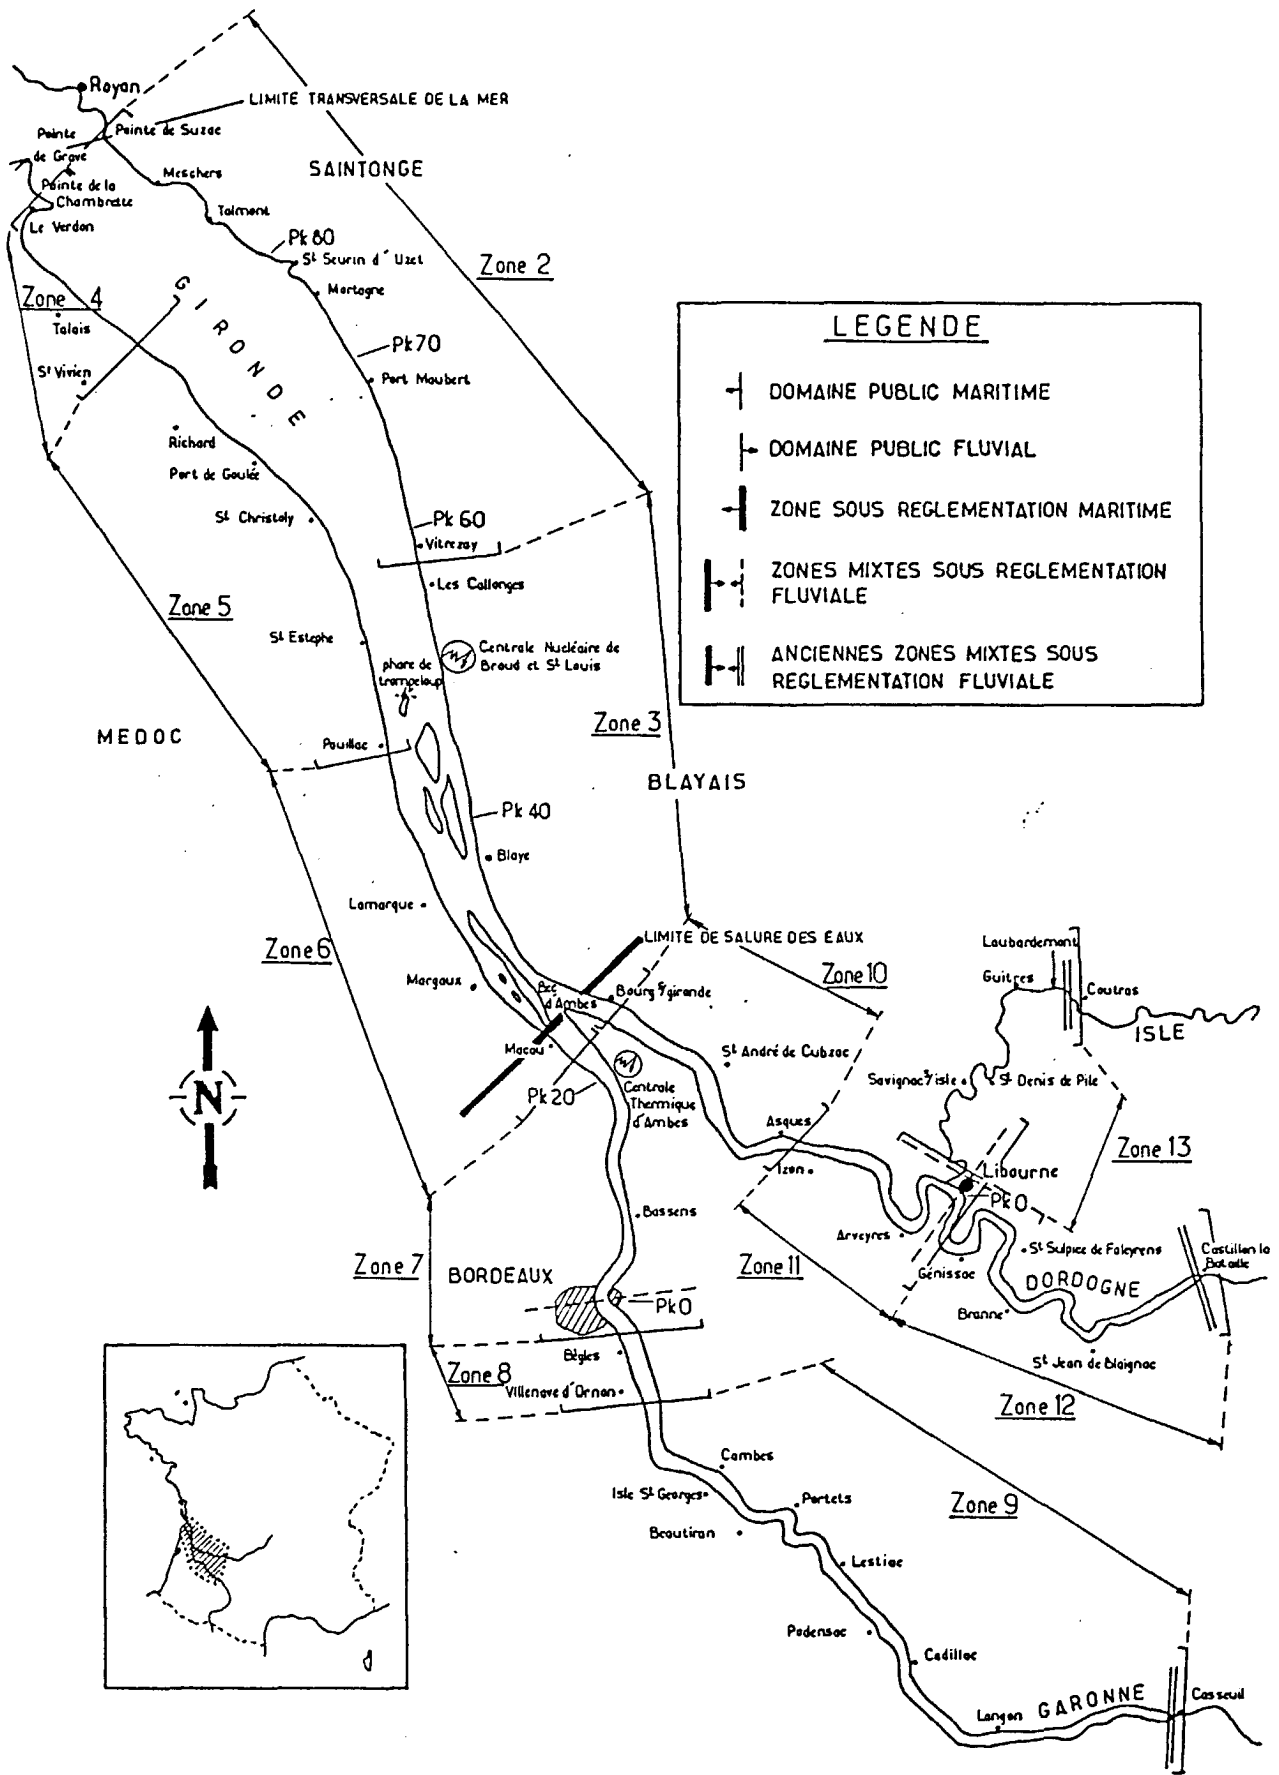 Royan
LIMITE TRANSVERSALE DE LA MER
Pointe de Suzac
Pointe
de Grave
SAINTONGE
Meschers
Pointe de la
Chambrette
Talmont
Le Verdon
Pk 80
St Seurin d'Uzet
Zone 2
Mortagne
Zone 4
GIRONDE
Talais
Pk 70
St Vivien
Port Maubert
Richard
Port de Goulée
St Christoly
Pk 60
Vitrezay
Les Callonges
LEGENDE
DOMAINE PUBLIC MARITIME
DOMAINE PUBLIC FLUVIAL
ZONE SOUS REGLEMENTATION MARITIME
ZONES MIXTES SOUS REGLEMENTATION
FLUVIALE
ANCIENNES ZONES MIXTES SOUS
REGLEMENTATION FLUVIALE
Zone 5
St Estephe
Centrale Nucléaire de
Braud et St Louis
phare de
trompeloup
Zone 3
MEDOC
Pauillac
BLAYAIS
Pk 40
Blaye
Lamarque
LIMITE DE SALURE DES EAUX
Zone 6
Zone 10
Laubardemont
Guitres
Coutras
ISLE
Margaux
Bec
d'Ambes
Bourg s/gironde
Macau
St André de Cubzac
Savignac s/isle
St Denis de Pile
Pk 20
Centrale
Thermique
d'Ambes
N
Asques
Izon
Zone 13
Libourne
Pk 0
Bassens
Arveyres
St Sulpice de Faleyrens
Castillon la
Bataille
Zone 7
BORDEAUX
Zone 11
Génissac
DORDOGNE
Pk 0
Branne
Bègles
St Jean de Blaignac
Zone 8
Villenave d'Ornon
Zone 12
Cambes
Isle St Georges
Portets
Zone 9
Beautiran
Lestiac
Podensac
Cadillac
Langon
GARONNE
Casseuil